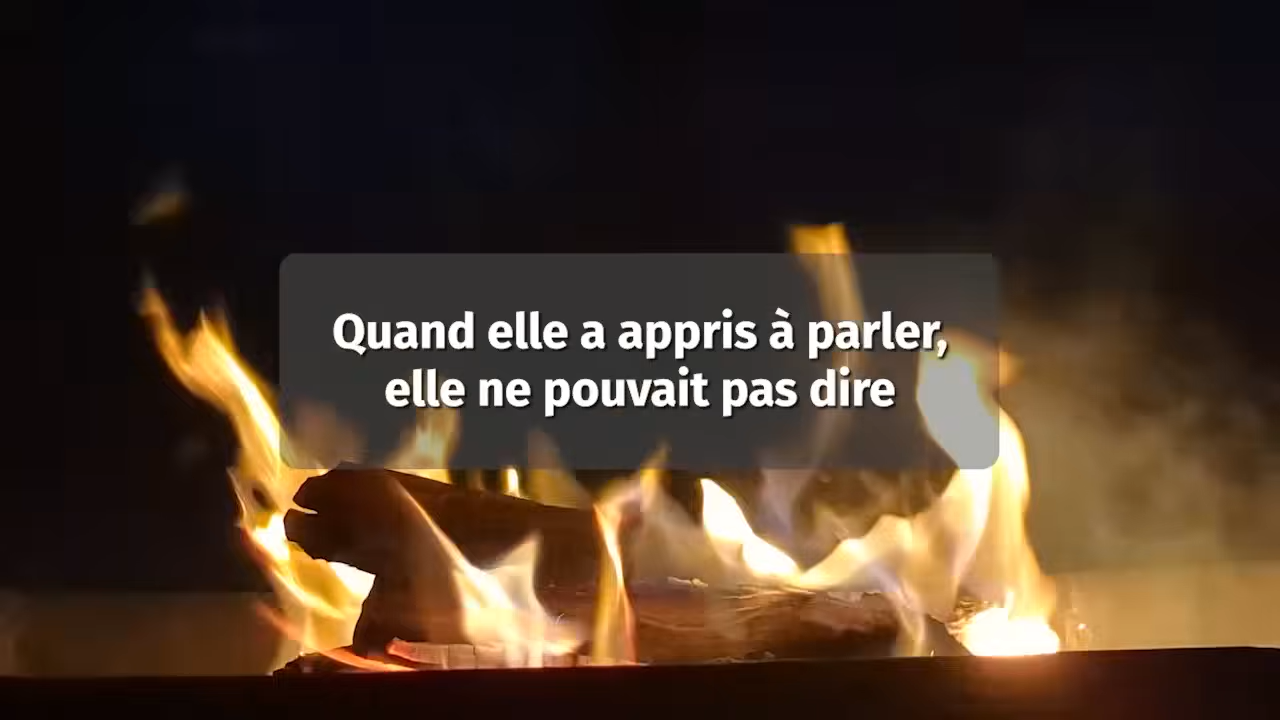 Quand elle a appris à parler,
elle ne pouvait pas dire